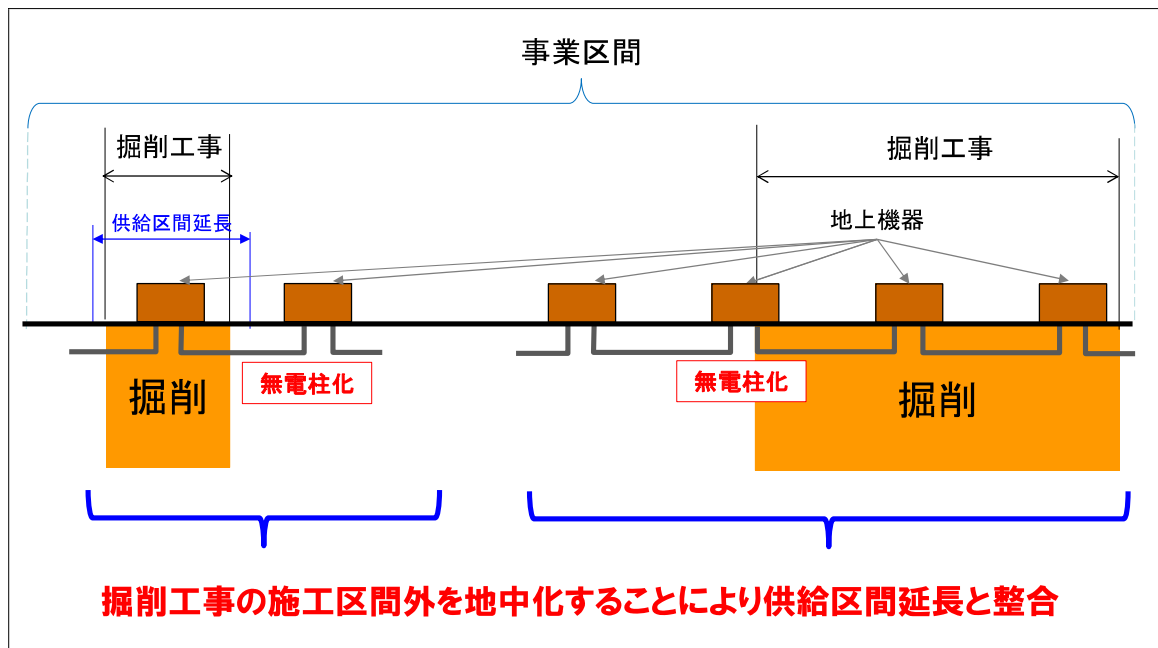 事業区間
掘削工事
掘削工事
供給区間延長
地上機器
無電柱化
無電柱化
掘削
掘削
掘削工事の施工区間外を地中化することにより供給区間延長と整合